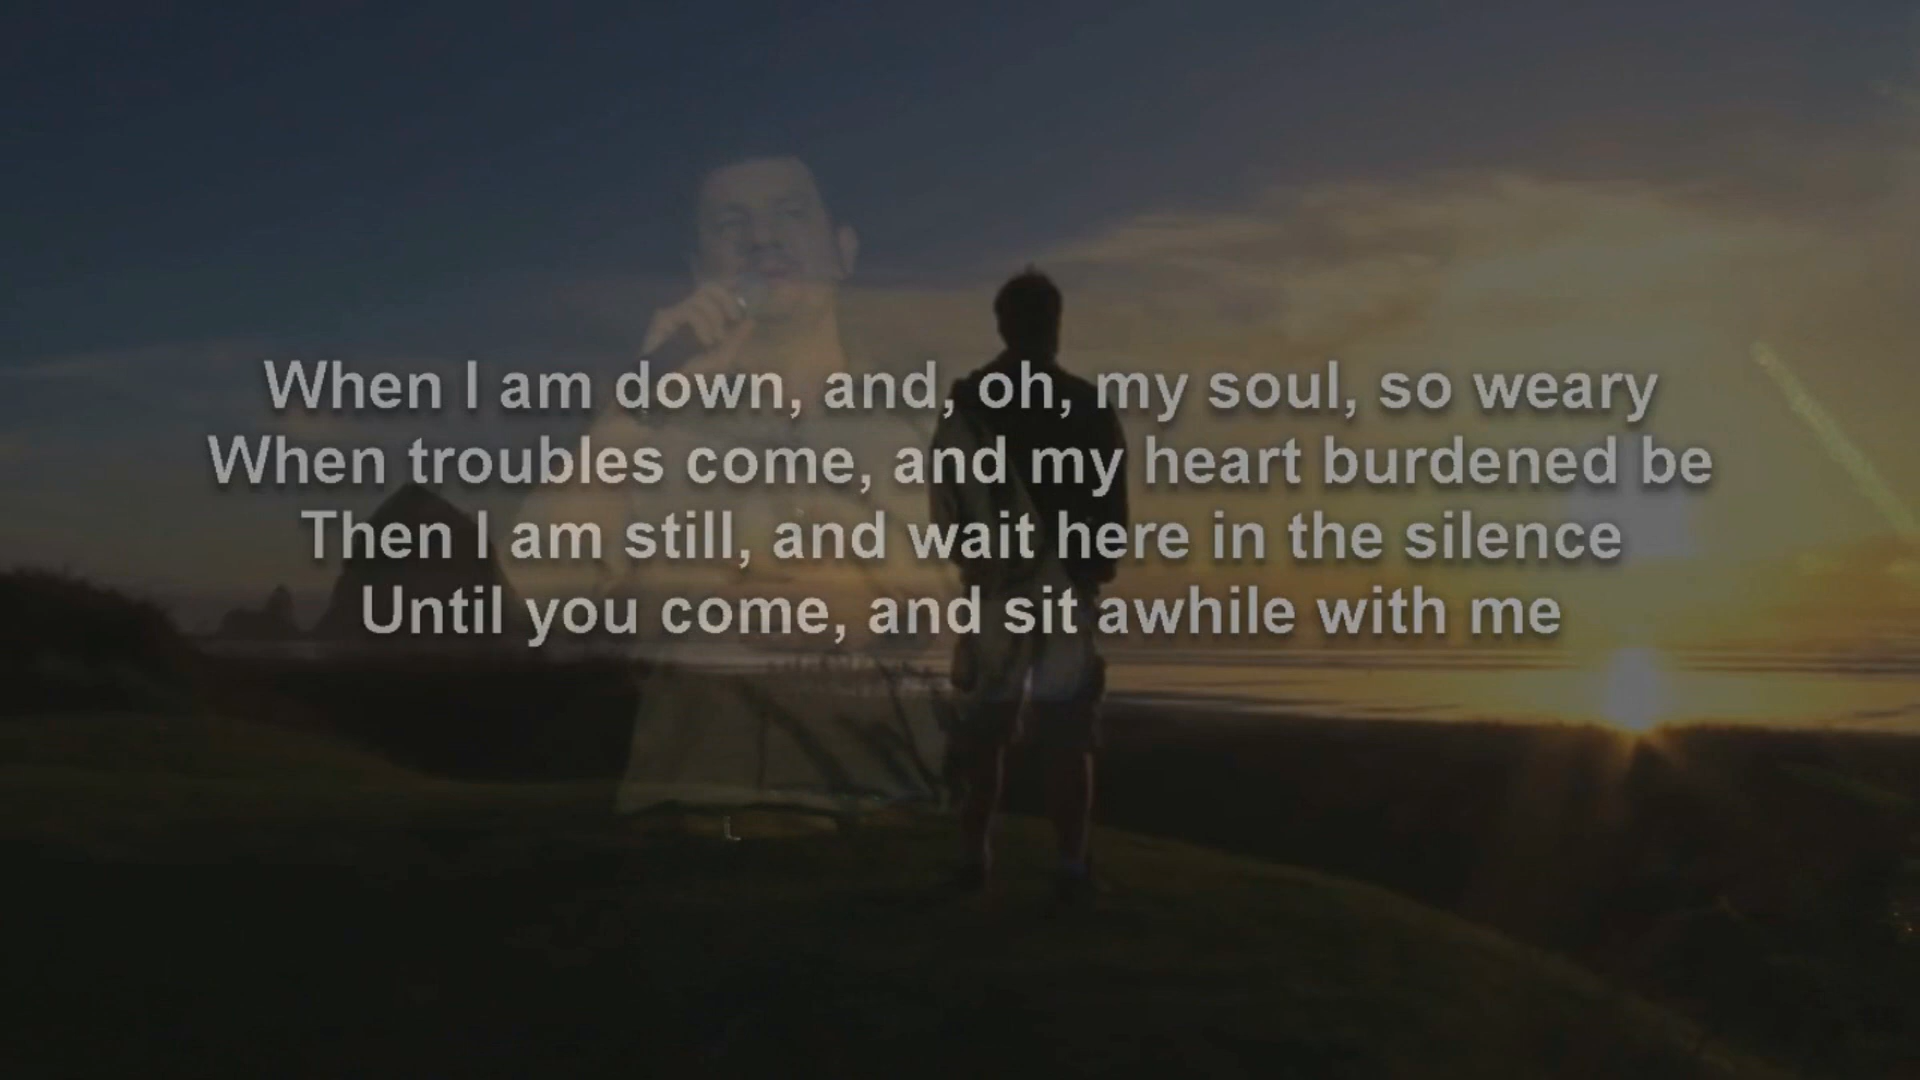 When I am down, and, oh, my soul, so weary
When troubles come, and my heart burdened be
Then I am still, and wait here in the silence
Until you come, and sit awhile with me